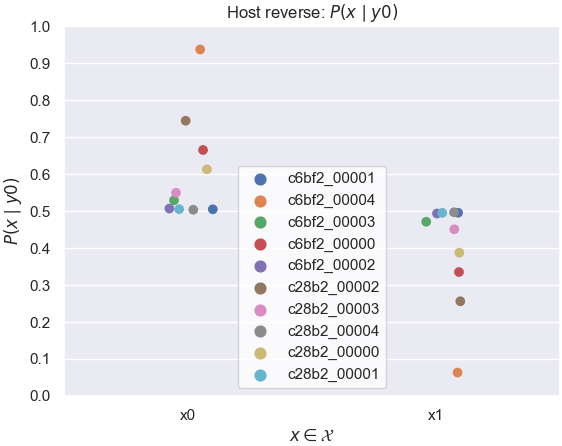 Host reverse: P(x | y0)
P(x | y0)
1.0
0.9
0.8
0.7
0.6
0.5
0.4
0.3
0.2
0.1
0.0
c6bf2_00001
c6bf2_00004
c6bf2_00003
c6bf2_00000
c6bf2_00002
c28b2_00002
c28b2_00003
c28b2_00004
c28b2_00000
c28b2_00001
x0 x1
x ∈ 𝒳